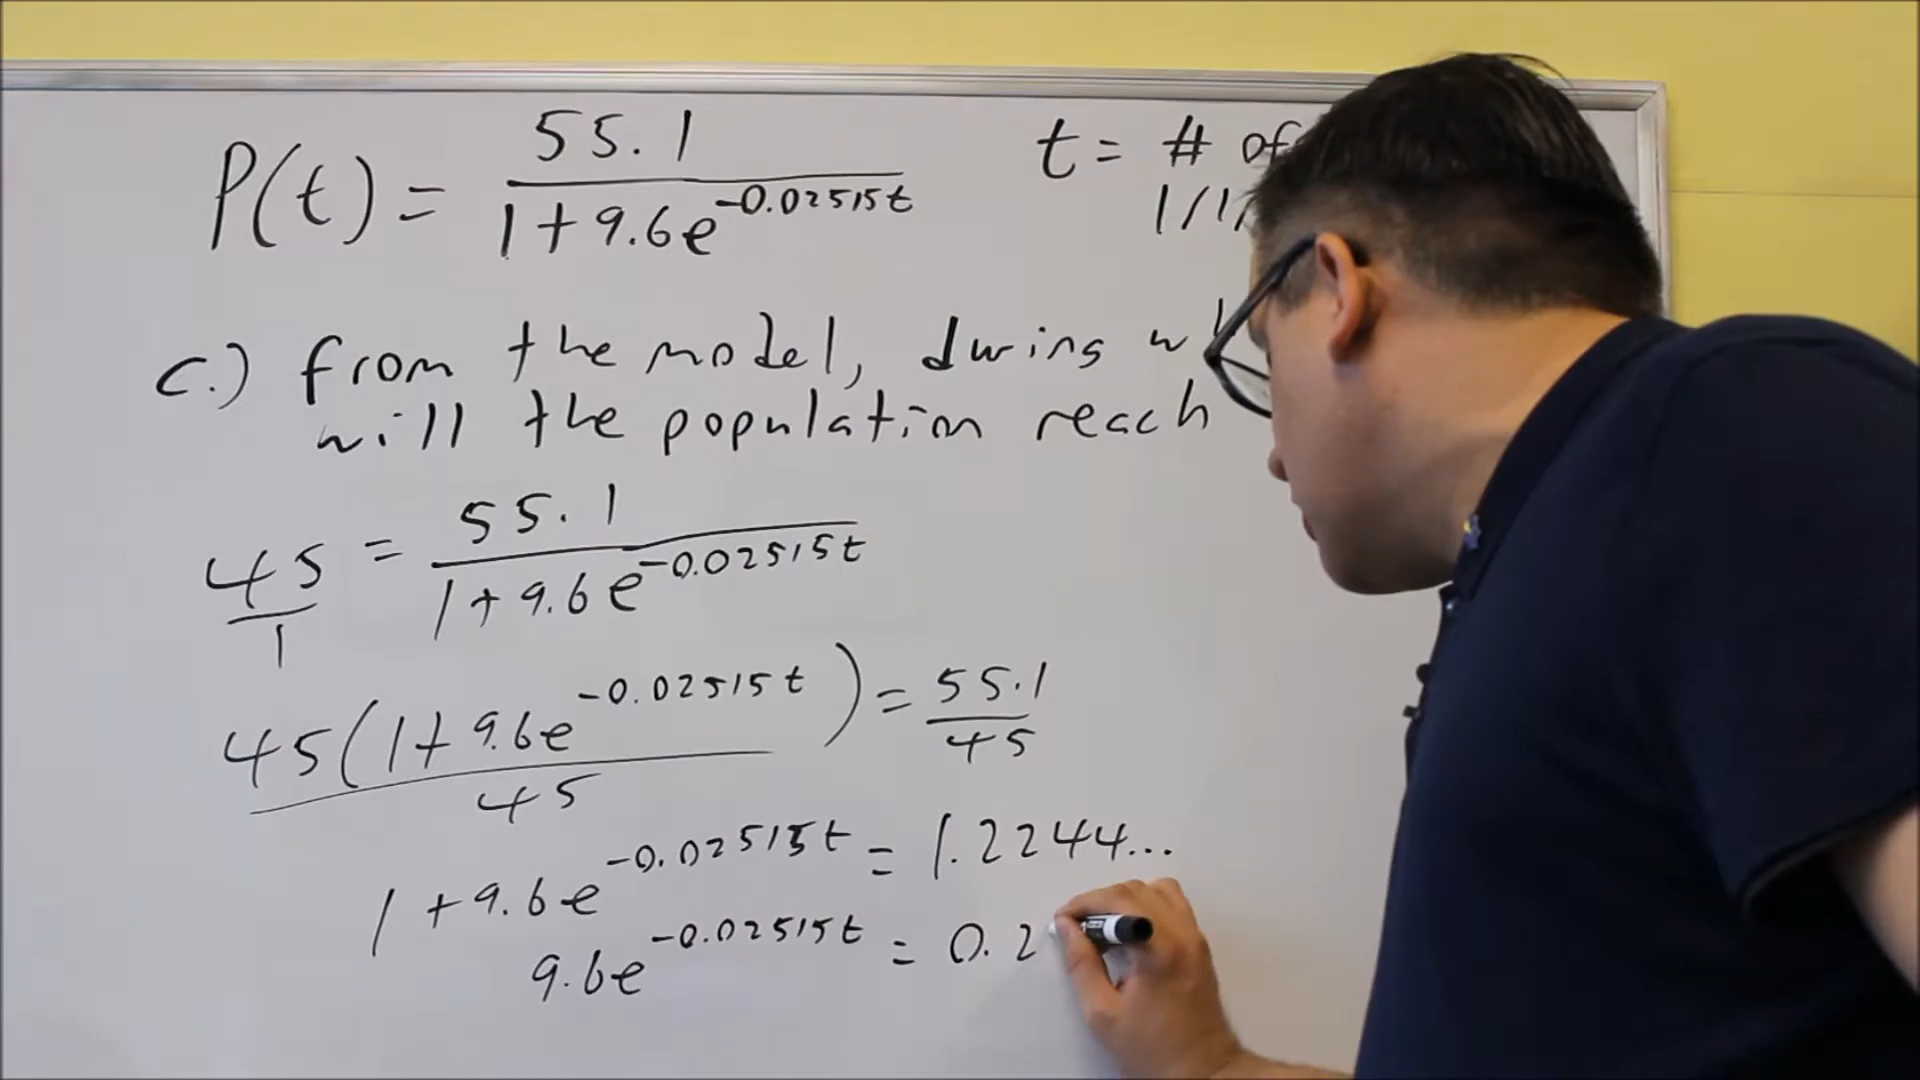 P(t) = 55.1 / 1+9.6e^-0.02515t
t = # of
1/1/
c.) from the model, during
will the population reach
45/1 = 55.1 / 1+9.6e^-0.02515t
45(1+9.6e^-0.02515t) / 45 = 55.1 / 45
1+9.6e^-0.02515t = 1.2244...
9.6e^-0.02515t = 0.2